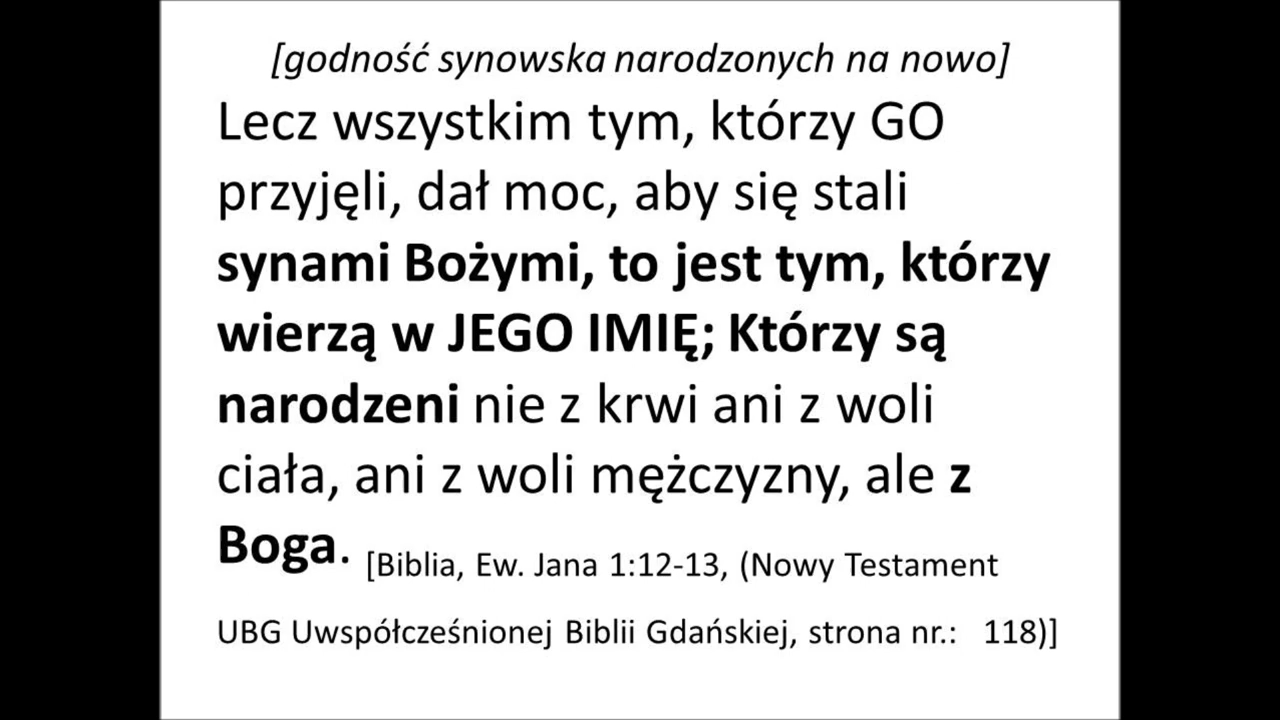 [godność synowska narodzonych na nowo]
Lecz wszystkim tym, którzy GO
przyjęli, dał moc, aby się stali
synami Bożymi, to jest tym, którzy
wierzą w JEGO IMIĘ; Którzy są
narodzeni nie z krwi ani z woli
ciała, ani z woli mężczyzny, ale z
Boga. [Biblia, Ew. Jana 1:12-13, (Nowy Testament
UBG Uwspółcześnionej Biblii Gdańskiej, strona nr.: 118)]